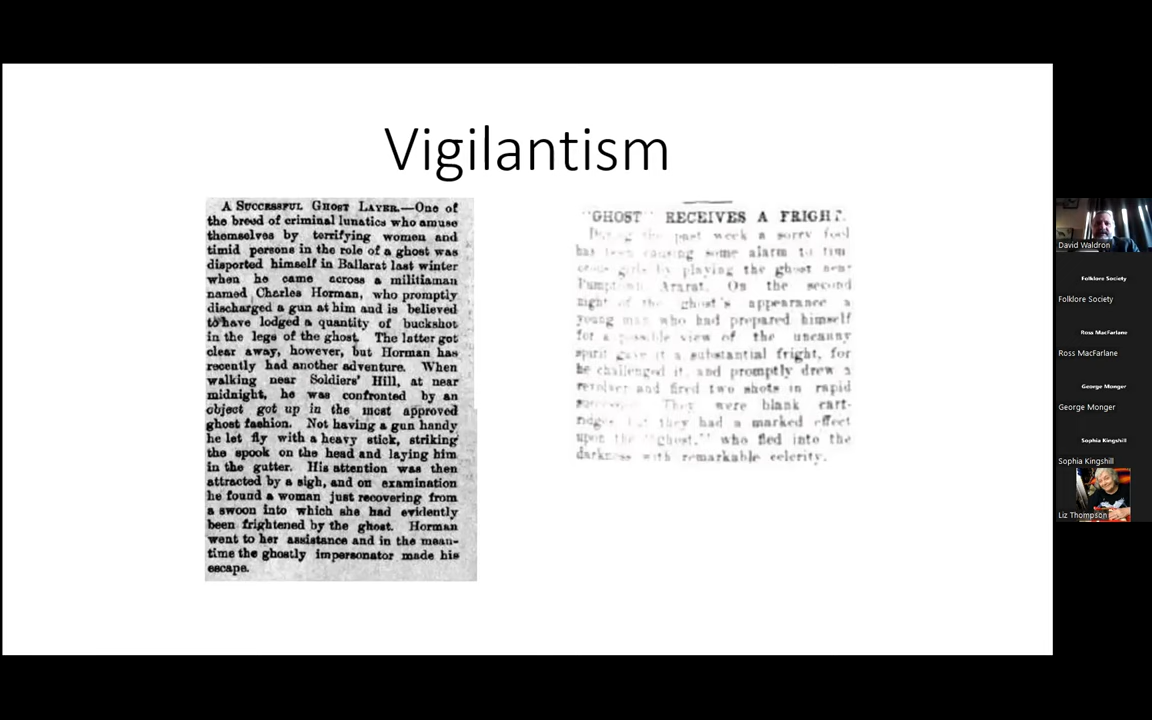 Vigilantism
A SUCCESSFUL GHOST LAYER.—One of
the breed of criminal lunatics who amuse
themselves by terrifying women and
timid persons in the role of a ghost was
disported himself in Ballarat last winter
when he came across a militiaman
named Charles Horman, who promptly
discharged a gun at him and is believed
to have lodged a quantity of buckshot
in the legs of the ghost. The latter got
clear away, however, but Horman has
recently had another adventure. When
walking near Soldiers' Hill, at near
midnight, he was confronted by an
object got up in the most approved
ghost fashion. Not having a gun handy
he let fly with a heavy stick, striking
the spook on the head and laying him
in the gutter. His attention was then
attracted by a sigh, and on examination
he found a woman just recovering from
a swoon into which she had evidently
been frightened by the ghost. Horman
went to her assistance and in the mean-
time the ghostly impersonator made his
escape.
"GHOST" RECEIVES A FRIGHT.
During the past week a sorry fool
has been causing some alarm to tim-
orous girls by playing the ghost near
Ararat. On the second
night of the ghost's appearance a
young man who had prepared himself
for a possible view of the uncanny
spirit gave it a substantial fright, for
he challenged it, and promptly drew a
revolver and fired two shots in rapid
succession. They were blank cart-
ridges but they had a marked effect
upon the "ghost," who fled into the
darkness with remarkable celerity.
David Waldron
Folklore Society
Folklore Society
Ross MacFarlane
Ross MacFarlane
George Monger
George Monger
Sophia Kingshill
Sophia Kingshill
Liz Thompson